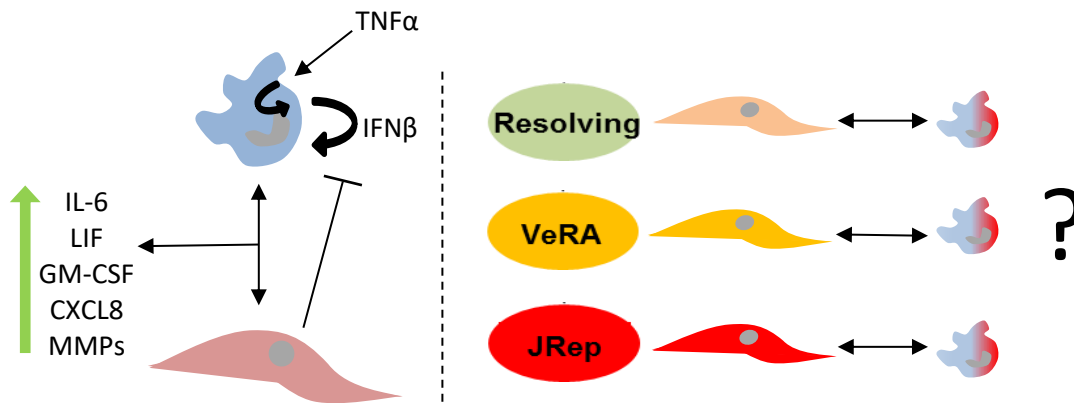 TNFα
IFNβ
IL-6
LIF
GM-CSF
CXCL8
MMPs
Resolving
VeRA
JRep
?